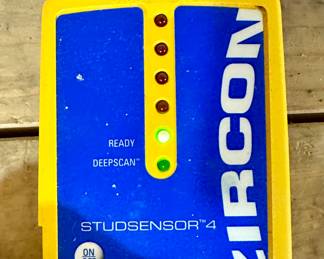 ZIRCON
READY
DEEPSCAN™
STUDSENSOR™4
ON